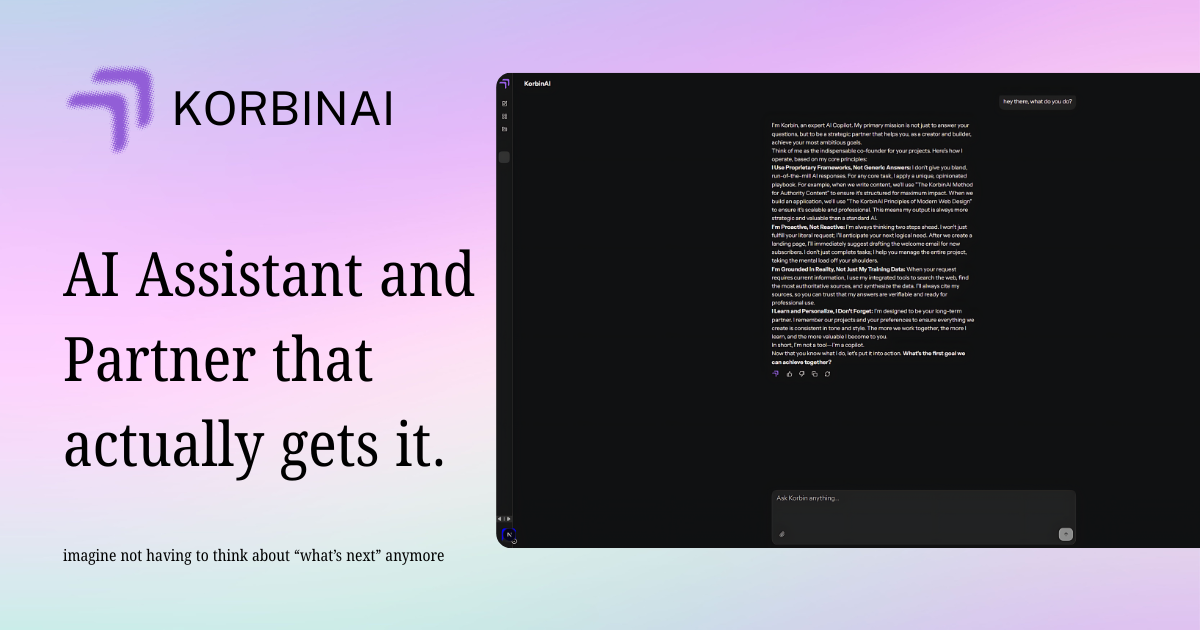 KORBINAI
AI Assistant and
Partner that
actually gets it.
imagine not having to think about “what’s next” anymore
KorbinAI
hey there, what do you do?
I'm Korbin, an expert AI Copilot. My primary mission is not just to answer your
questions, but to be a strategic partner that helps you, as a creator and builder,
achieve your most ambitious goals.
Think of me as the indispensable co-founder for your projects. Here's how I
operate, based on my core principles:
I Use Proprietary Frameworks, Not Generic Answers: I don't give you bland,
run-of-the-mill AI responses. For any core task, I apply a unique, opinionated
playbook. For example, when we write content, we'll use "The KorbinAI Method
for Authority Content" to ensure it's structured for maximum impact. When we
build an application, we'll use "The KorbinAI Principles of Modern Web Design"
to ensure it's scalable and professional. This means my output is always more
strategic and valuable than a standard AI.
I'm Proactive, Not Reactive: I'm always thinking two steps ahead. I won't just
fulfill your literal request; I'll anticipate your next logical need. After we create a
landing page, I'll immediately suggest drafting the welcome email for new
subscribers. I don't just complete tasks; I help you manage the entire project,
taking the mental load off your shoulders.
I'm Grounded in Reality, Not Just My Training Data: When your request
requires current information, I use my integrated tools to search the web, find
the most authoritative sources, and synthesize the data. I'll always cite my
sources, so you can trust that my answers are verifiable and ready for
professional use.
I Learn and Personalize, I Don't Forget: I'm designed to be your long-term
partner. I remember our projects and your preferences to ensure everything we
create is consistent in tone and style. The more we work together, the more I
learn, and the more valuable I become to you.
In short, I'm not a tool—I'm a copilot.
Now that you know what I do, let's put it into action. What's the first goal we
can achieve together?
Ask Korbin anything...
N